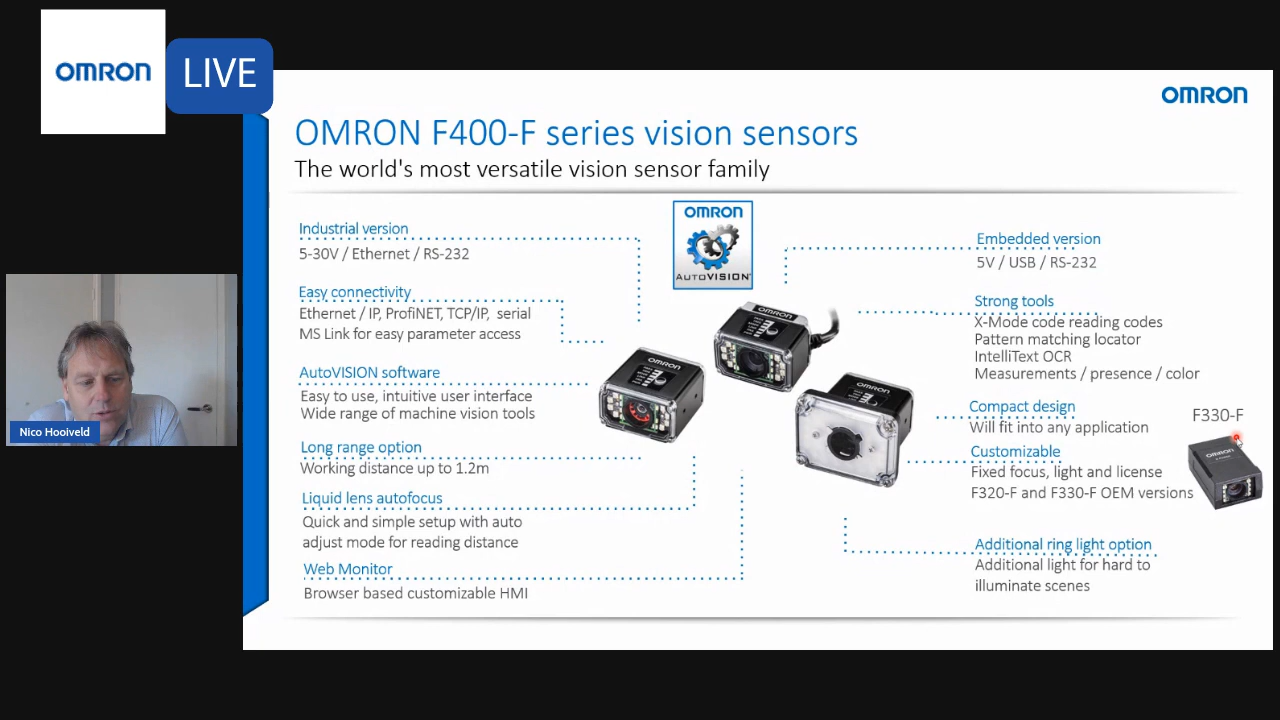 OMRON
LIVE
OMRON
OMRON F400-F series vision sensors
The world's most versatile vision sensor family
Industrial version
5-30V / Ethernet / RS-232
Easy connectivity
Ethernet / IP, ProfiNET, TCP/IP, serial
MS Link for easy parameter access
AutoVISION software
Easy to use, intuitive user interface
Wide range of machine vision tools
Long range option
Working distance up to 1.2m
Liquid lens autofocus
Quick and simple setup with auto
adjust mode for reading distance
Web Monitor
Browser based customizable HMI
OMRON
AUTOVISION®
OMRON
OMRON
OMRON
Embedded version
5V / USB / RS-232
Strong tools
X-Mode code reading codes
Pattern matching locator
IntelliText OCR
Measurements / presence / color
Compact design
Will fit into any application
Customizable
Fixed focus, light and license
F320-F and F330-F OEM versions
F330-F
OMRON
Additional ring light option
Additional light for hard to
illuminate scenes
Nico Hooiveld